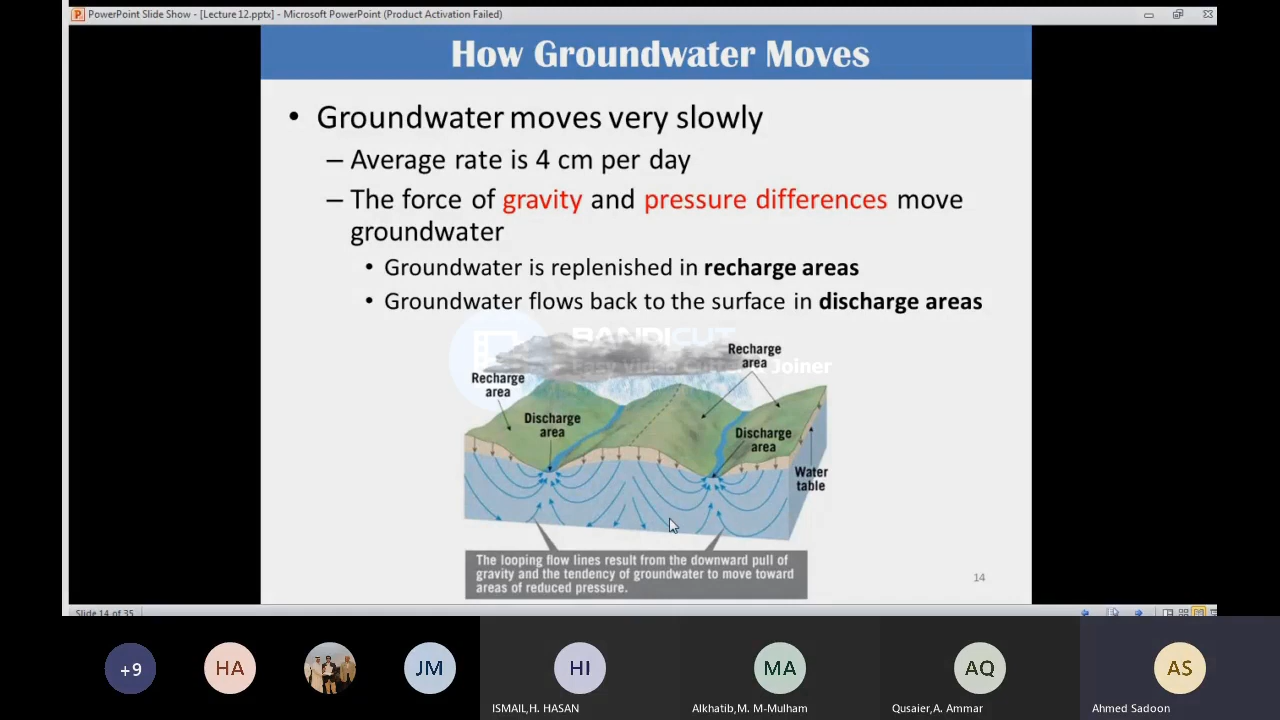 PowerPoint Slide Show - [Lecture 12.pptx] - Microsoft PowerPoint (Product Activation Failed)
How Groundwater Moves
• Groundwater moves very slowly
– Average rate is 4 cm per day
– The force of gravity and pressure differences move
groundwater
• Groundwater is replenished in recharge areas
• Groundwater flows back to the surface in discharge areas
BANDICUT
Easy Video Cutter & Joiner
Recharge
area
Recharge
area
Discharge
area
Discharge
area
Water
table
The looping flow lines result from the downward pull of
gravity and the tendency of groundwater to move toward
areas of reduced pressure.
14
Slide 14 of 35
+9
HA
JM
HI
MA
AQ
AS
ISMAIL,H. HASAN
Alkhatib,M. M-Mulham
Qusaier,A. Ammar
Ahmed Sadoon